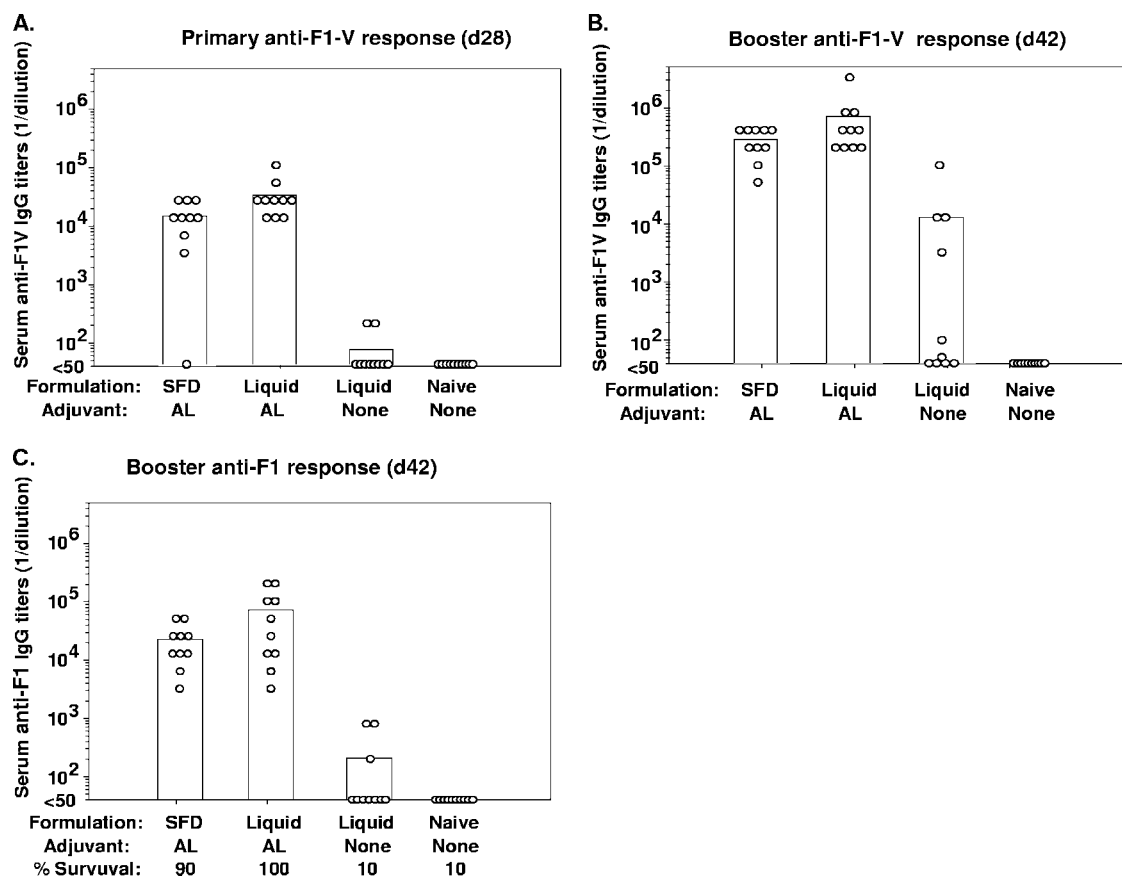 A.
Primary anti-F1-V response (d28)
Serum anti-F1V IgG titers (1/dilution)
10^6
10^5
10^4
10^3
10^2
<50
Formulation: SFD Liquid Liquid Naive
Adjuvant: AL AL None None
B.
Booster anti-F1-V response (d42)
Serum anti-F1V IgG titers (1/dilution)
10^6
10^5
10^4
10^3
10^2
<50
Formulation: SFD Liquid Liquid Naive
Adjuvant: AL AL None None
C.
Booster anti-F1 response (d42)
Serum anti-F1 IgG titers (1/dilution)
10^6
10^5
10^4
10^3
10^2
<50
Formulation: SFD Liquid Liquid Naive
Adjuvant: AL AL None None
% Survuval: 90 100 10 10